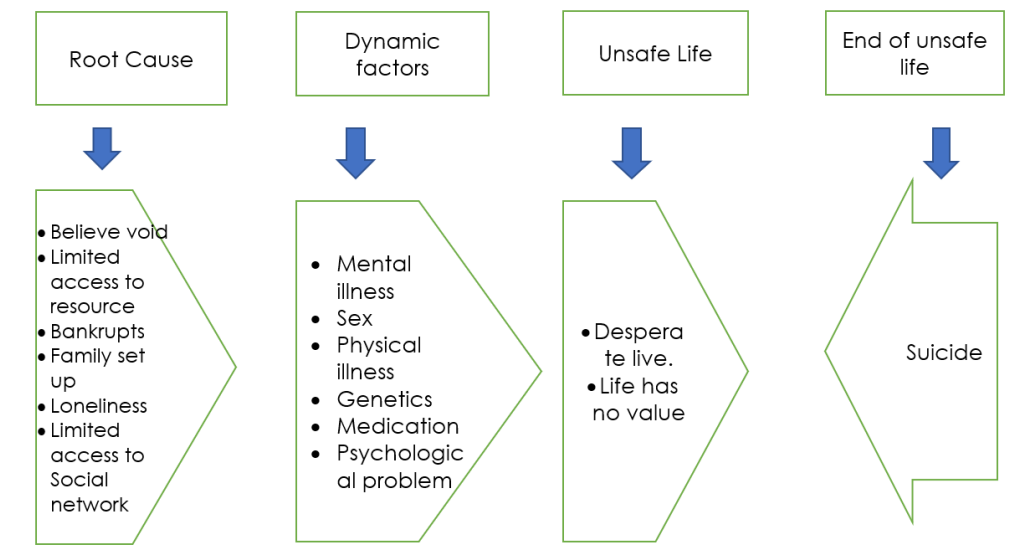 Root Cause
Dynamic
factors
Unsafe Life
End of unsafe
life
• Believe void
• Limited
access to
resource
• Bankrupts
• Family set
up
• Loneliness
• Limited
access to
Social
network
• Mental
illness
• Sex
• Physical
illness
• Genetics
• Medication
• Psychologic
al problem
• Despera
te live.
• Life has
no value
Suicide